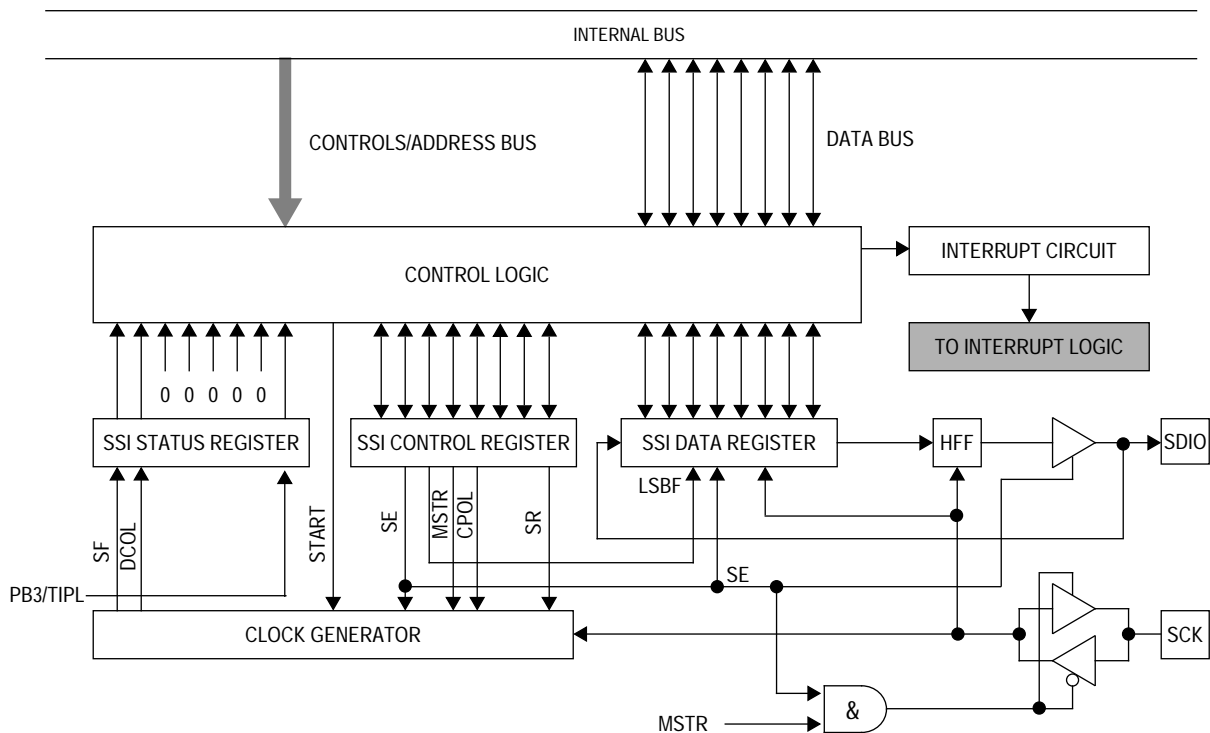 INTERNAL BUS
CONTROLS/ADDRESS BUS
DATA BUS
CONTROL LOGIC
INTERRUPT CIRCUIT
TO INTERRUPT LOGIC
0 0 0 0 0
SSI STATUS REGISTER
SSI CONTROL REGISTER
SSI DATA REGISTER
HFF
SDIO
LSBF
SF
DCOL
START
SE
MSTR
CPOL
SR
SE
PB3/TIPL
CLOCK GENERATOR
SCK
&
MSTR